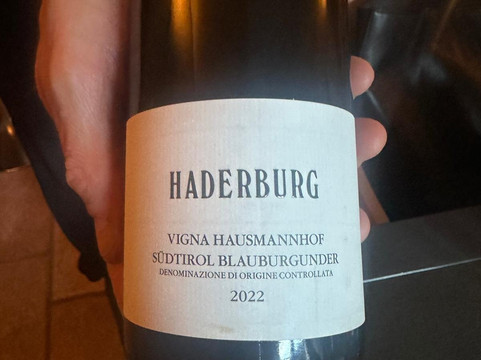 HADERBURG
VIGNA HAUSMANNHOF
SÜDTIROL BLAUBURGUNDER
DENOMINAZIONE DI ORIGINE CONTROLLATA
2022